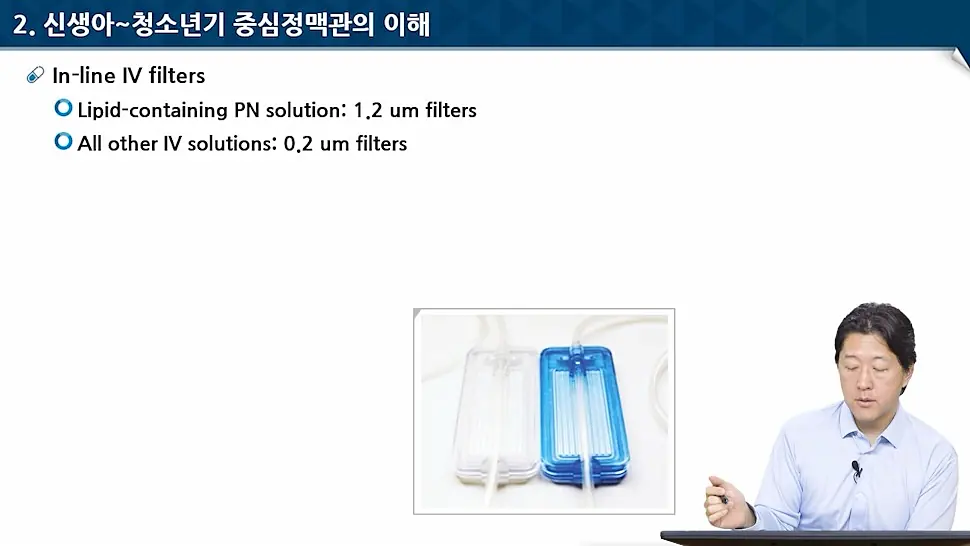 2. 신생아~청소년기 중심정맥관의 이해
In-line IV filters
Lipid-containing PN solution: 1.2 um filters
All other IV solutions: 0.2 um filters